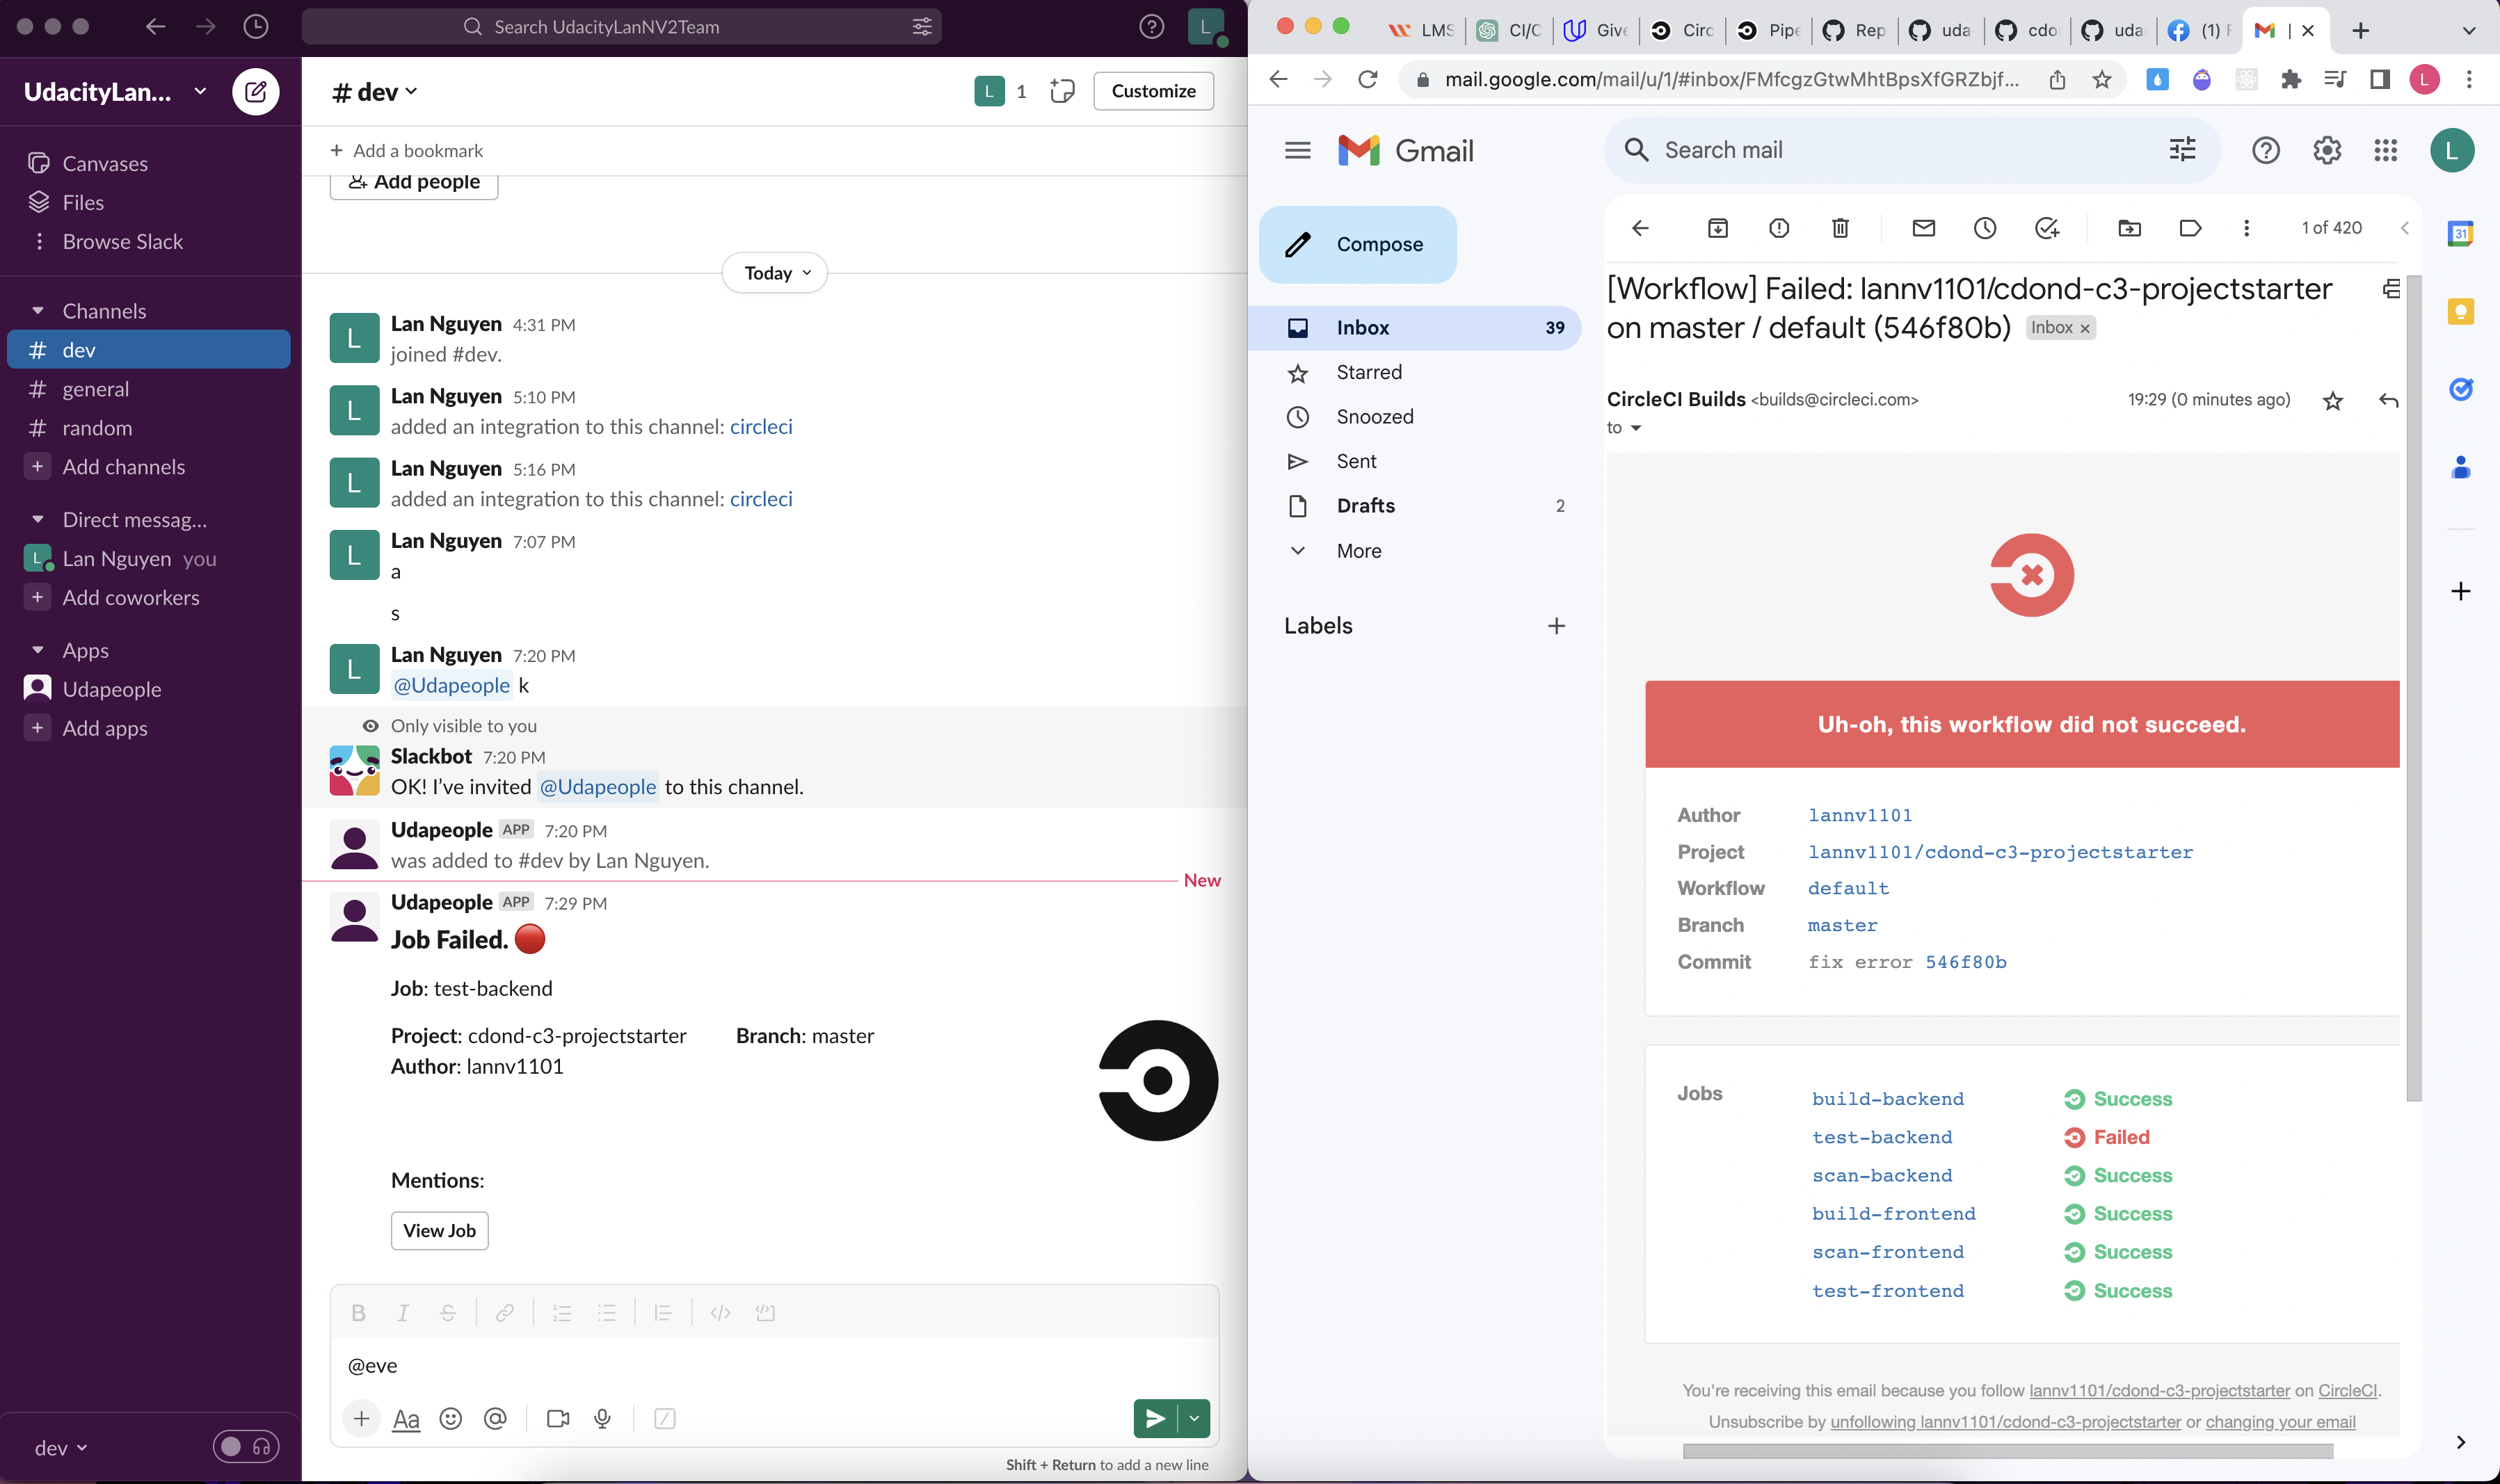 Search UdacityLanNV2Team
L
UdacityLan...
Canvases
Files
Browse Slack
Channels
# dev
# general
# random
+ Add channels
Direct messag...
L Lan Nguyen you
+ Add coworkers
Apps
Udapeople
+ Add apps
dev
# dev
L 1
Customize
+ Add a bookmark
Add people
Today
L
Lan Nguyen 4:31 PM
joined #dev.
L
Lan Nguyen 5:10 PM
added an integration to this channel: circleci
L
Lan Nguyen 5:16 PM
added an integration to this channel: circleci
L
Lan Nguyen 7:07 PM
a
s
L
Lan Nguyen 7:20 PM
@Udapeople k
Only visible to you
Slackbot 7:20 PM
OK! I've invited @Udapeople to this channel.
Udapeople APP 7:20 PM
was added to #dev by Lan Nguyen.
New
Udapeople APP 7:29 PM
Job Failed.
Job: test-backend
Project: cdond-c3-projectstarter Branch: master
Author: lannv1101
Mentions:
View Job
B I S
@eve
+ Aa @
Shift + Return to add a new line
LMS CI/C Give Circ Pipe Rep uda cdo uda (1) F
mail.google.com/mail/u/1/#inbox/FMfcgzGtwMhtBpsXfGRZbjf...
L
Gmail
Search mail
L
Compose
Inbox 39
Starred
Snoozed
Sent
Drafts 2
More
Labels +
1 of 420
31
[Workflow] Failed: lannv1101/cdond-c3-projectstarter
on master / default (546f80b) Inbox ×
CircleCI Builds <builds@circleci.com> 19:29 (0 minutes ago)
to
Uh-oh, this workflow did not succeed.
Author lannv1101
Project lannv1101/cdond-c3-projectstarter
Workflow default
Branch master
Commit fix error 546f80b
Jobs
build-backend Success
test-backend Failed
scan-backend Success
build-frontend Success
scan-frontend Success
test-frontend Success
You're receiving this email because you follow lannv1101/cdond-c3-projectstarter on CircleCI.
Unsubscribe by unfollowing lannv1101/cdond-c3-projectstarter or changing your email